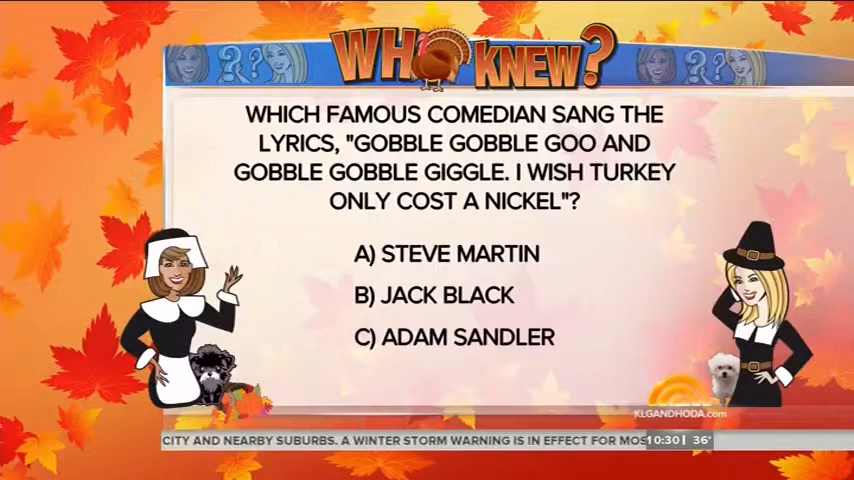 WHO KNEW?
WHICH FAMOUS COMEDIAN SANG THE
LYRICS, "GOBBLE GOBBLE GOO AND
GOBBLE GOBBLE GIGGLE. I WISH TURKEY
ONLY COST A NICKEL"?
A) STEVE MARTIN
B) JACK BLACK
C) ADAM SANDLER
KLGANDHODA.com
CITY AND NEARBY SUBURBS. A WINTER STORM WARNING IS IN EFFECT FOR MOS 10:30 36°